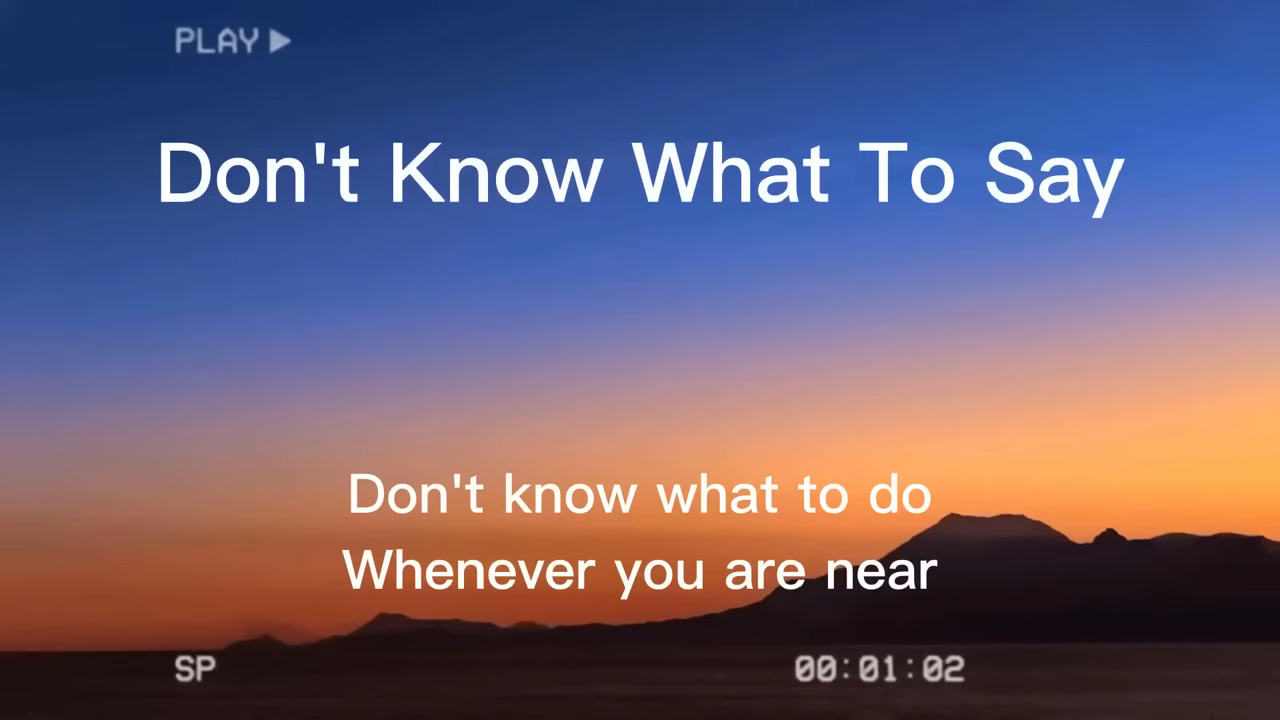 PLAY ▶
Don't Know What To Say
Don't know what to do
Whenever you are near
SP
00:01:02